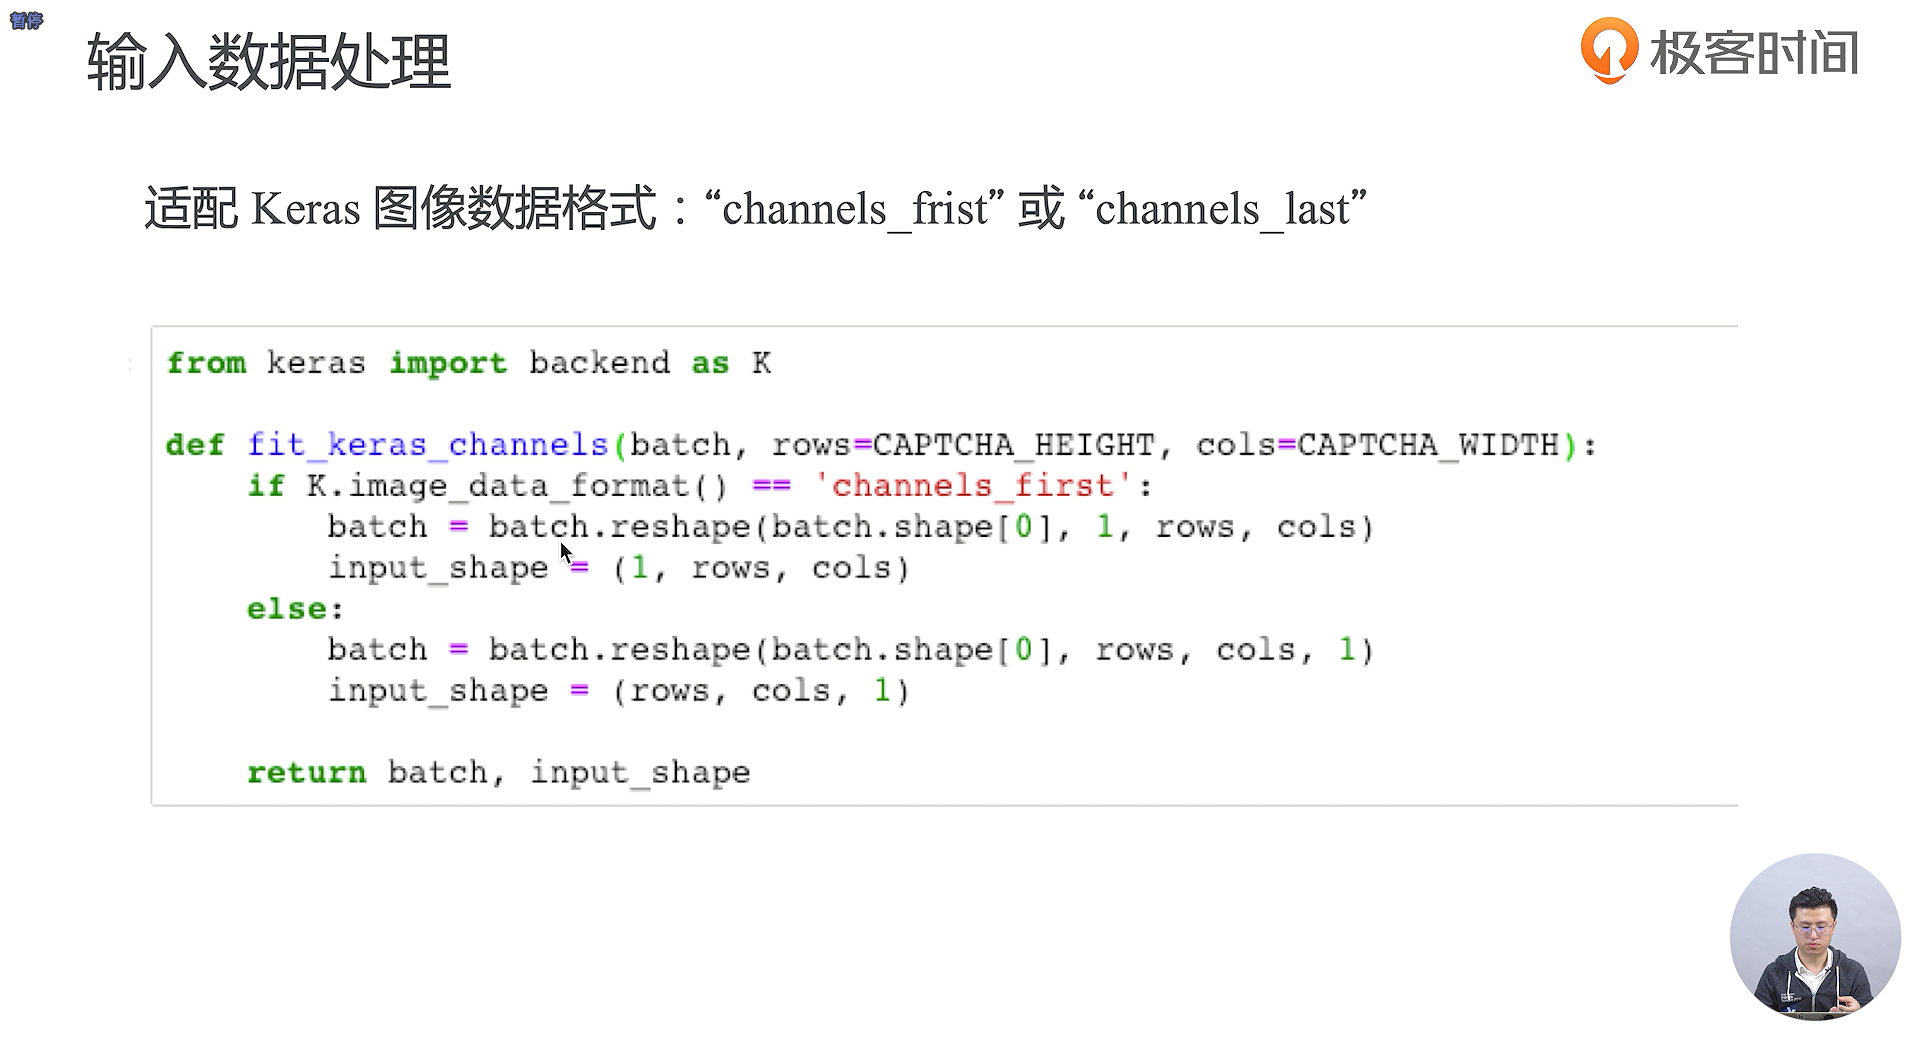 暂停
输入数据处理
极客时间
适配 Keras 图像数据格式：“channels_frist” 或 “channels_last”
from keras import backend as K
def fit_keras_channels(batch, rows=CAPTCHA_HEIGHT, cols=CAPTCHA_WIDTH):
    if K.image_data_format() == 'channels_first':
        batch = batch.reshape(batch.shape[0], 1, rows, cols)
        input_shape = (1, rows, cols)
    else:
        batch = batch.reshape(batch.shape[0], rows, cols, 1)
        input_shape = (rows, cols, 1)
    return batch, input_shape